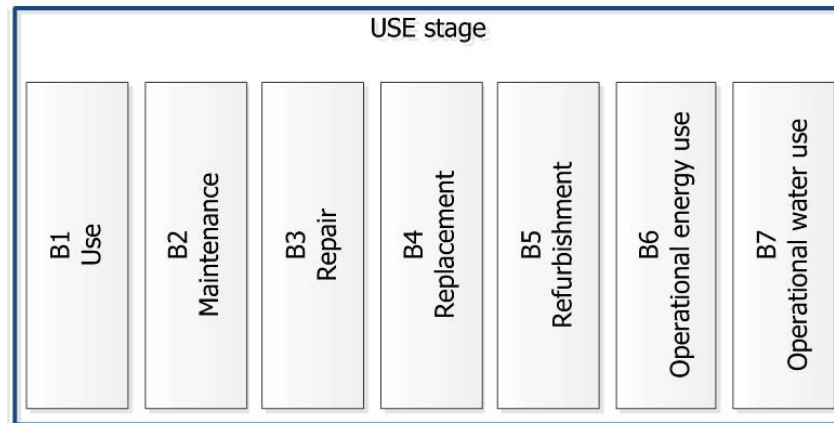 USE stage
B1
Use
B2
Maintenance
B3
Repair
B4
Replacement
B5
Refurbishment
B6
Operational energy use
B7
Operational water use